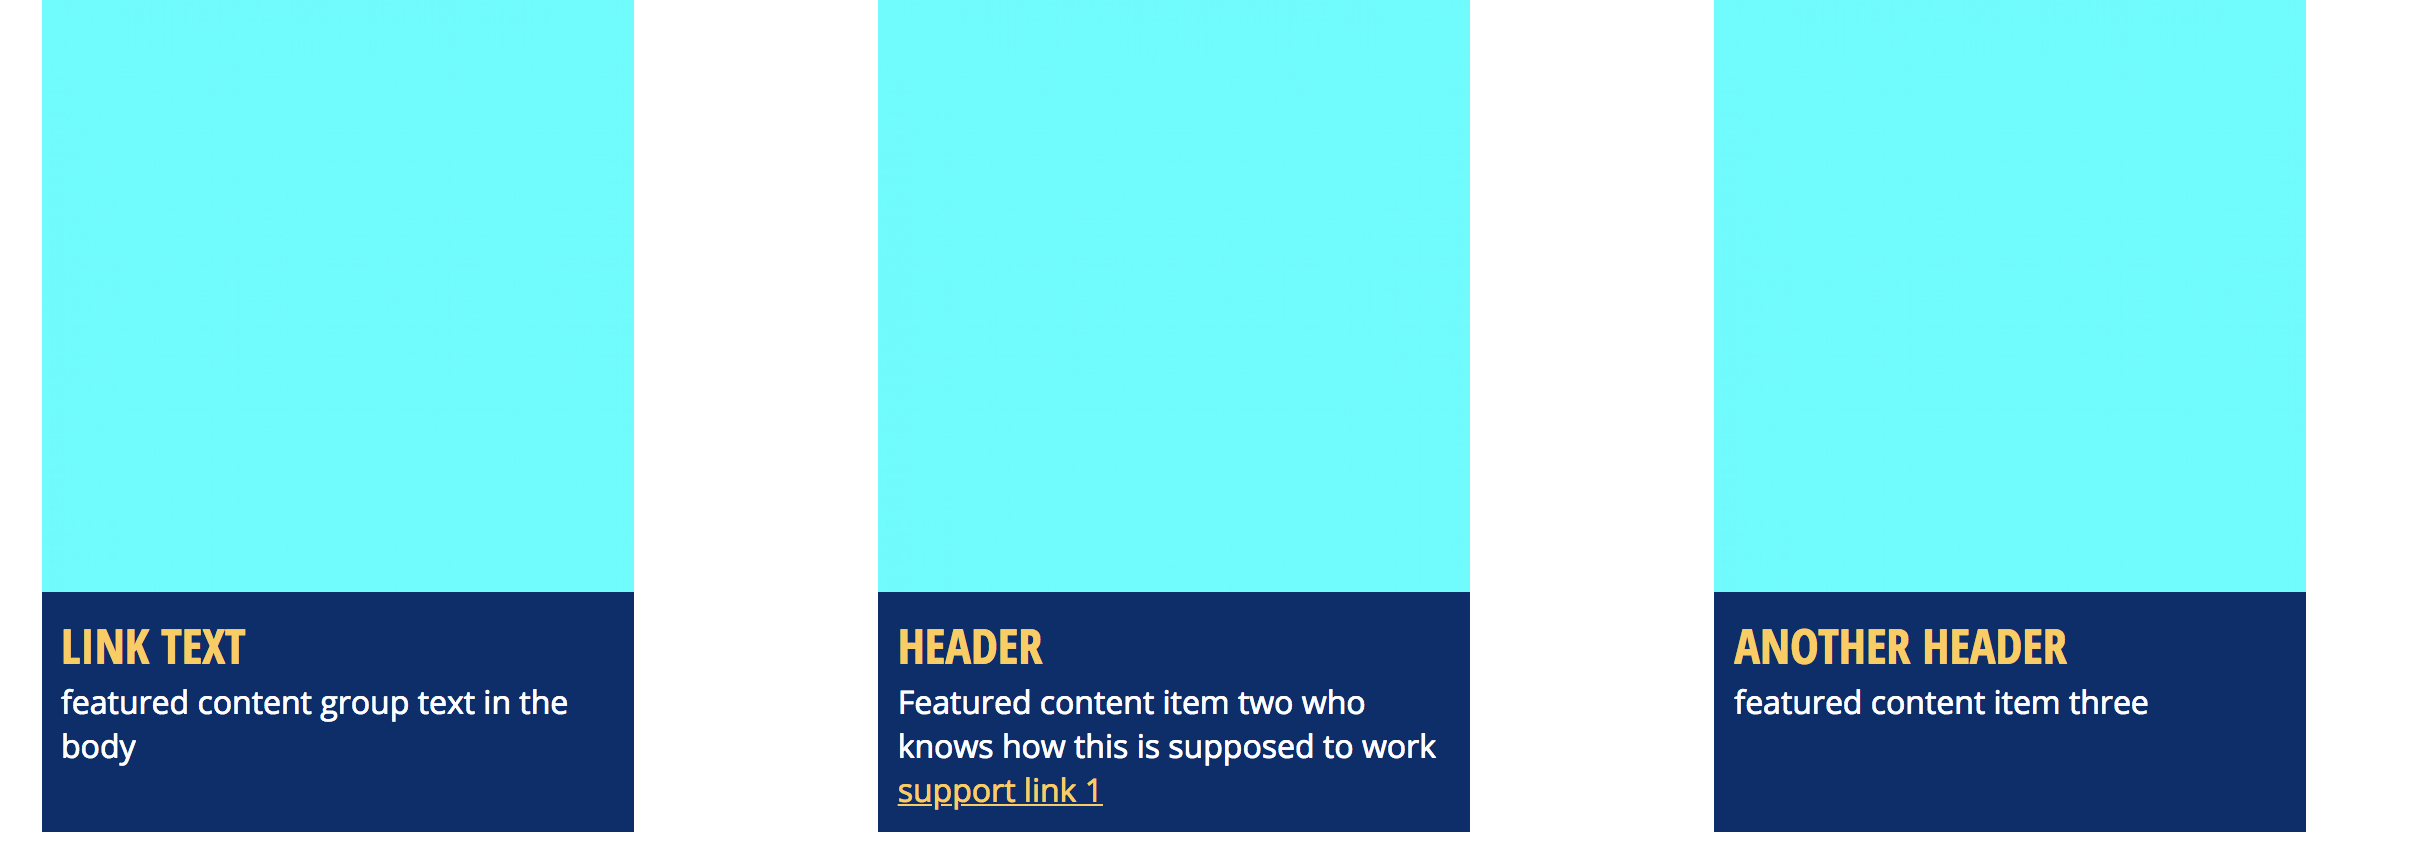 LINK TEXT
featured content group text in the
body
HEADER
Featured content item two who
knows how this is supposed to work
support link 1
ANOTHER HEADER
featured content item three